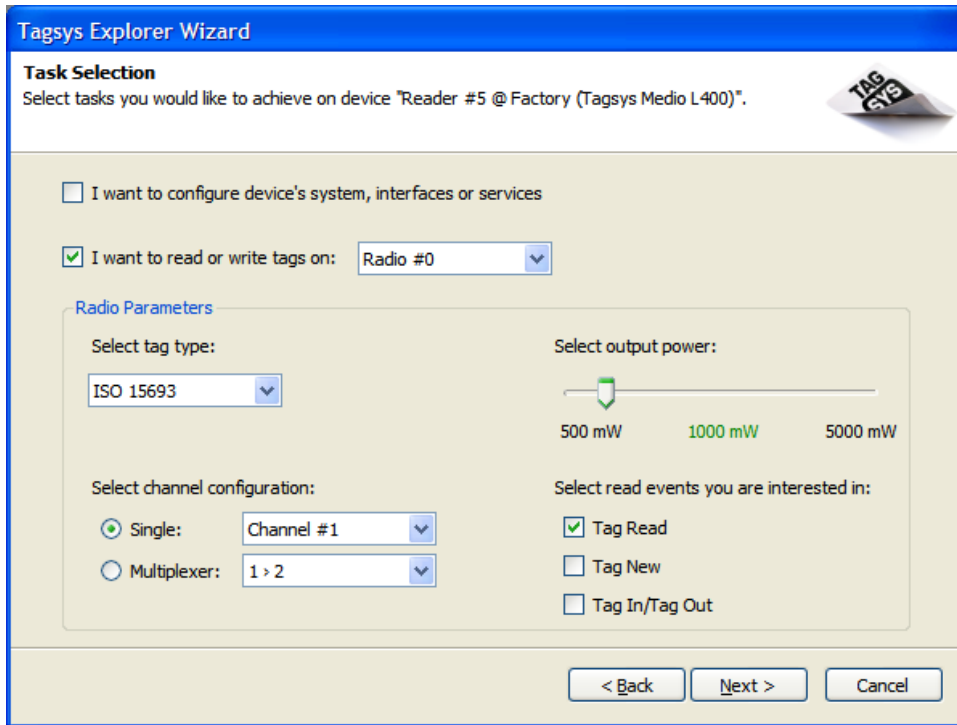 Tagsys Explorer Wizard
Task Selection
Select tasks you would like to achieve on device "Reader #5 @ Factory (Tagsys Medio L400)".
TAG
SYS
I want to configure device's system, interfaces or services
I want to read or write tags on: Radio #0
Radio Parameters
Select tag type:
ISO 15693
Select output power:
500 mW 1000 mW 5000 mW
Select channel configuration:
Single: Channel #1
Multiplexer: 1 > 2
Select read events you are interested in:
Tag Read
Tag New
Tag In/Tag Out
< Back Next > Cancel